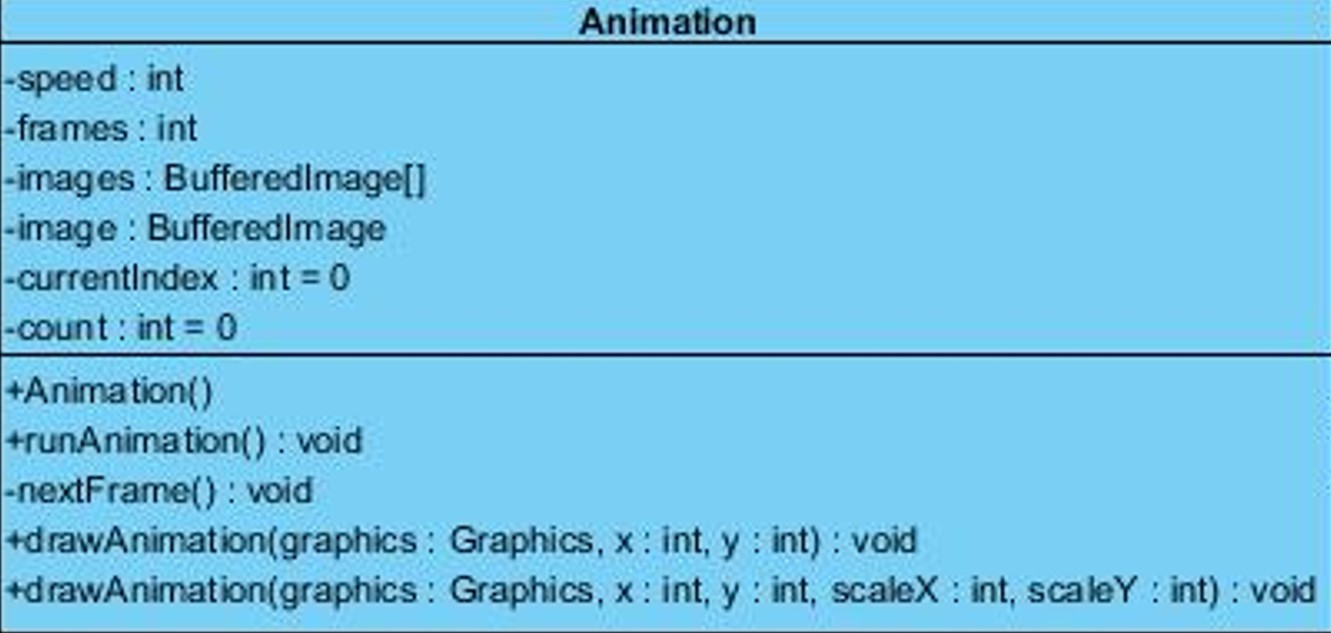 Animation
-speed : int
-frames : int
-images : BufferedImage[]
-image : BufferedImage
-currentIndex : int = 0
-count : int = 0
+Animation()
+runAnimation() : void
-nextFrame() : void
+drawAnimation(graphics : Graphics, x : int, y : int) : void
+drawAnimation(graphics : Graphics, x : int, y : int, scaleX : int, scaleY : int) : void